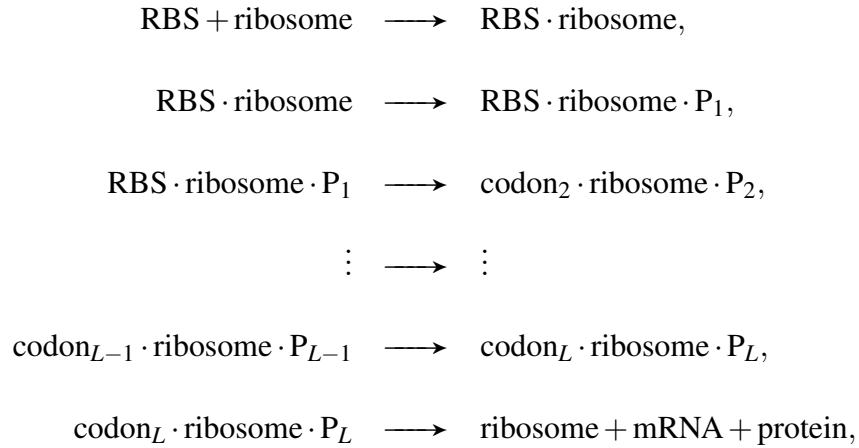 RBS + ribosome ⟶ RBS · ribosome,
RBS · ribosome ⟶ RBS · ribosome · P₁,
RBS · ribosome · P₁ ⟶ codon₂ · ribosome · P₂,
⋮ ⟶ ⋮
codon_{L−1} · ribosome · P_{L−1} ⟶ codon_L · ribosome · P_L,
codon_L · ribosome · P_L ⟶ ribosome + mRNA + protein,